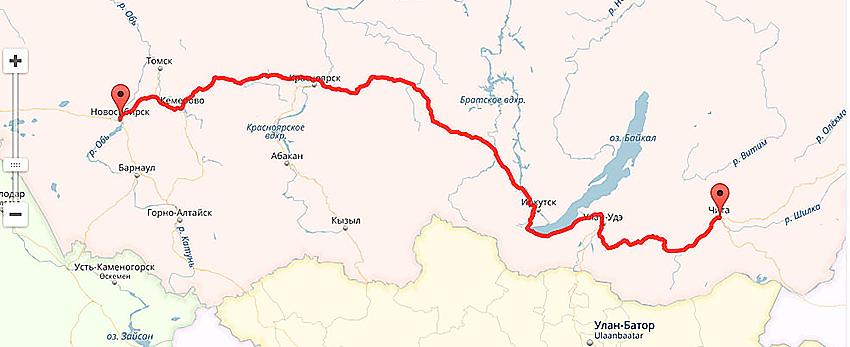 р. Обь
Томск
Новосибирск
Кемерово
Красноярск
р. Обь
Красноярское
вдхр.
Братское вдхр.
оз. Байкал
р. Олёкма
р. Витим
Барнаул
Абакан
Иркутск
Чита
р. Шилка
Горно-Алтайск
Кызыл
Улан-Удэ
р. Катунь
Усть-Каменогорск
Өскемен
оз. Зайсан
Улан-Батор
Ulaanbaatar